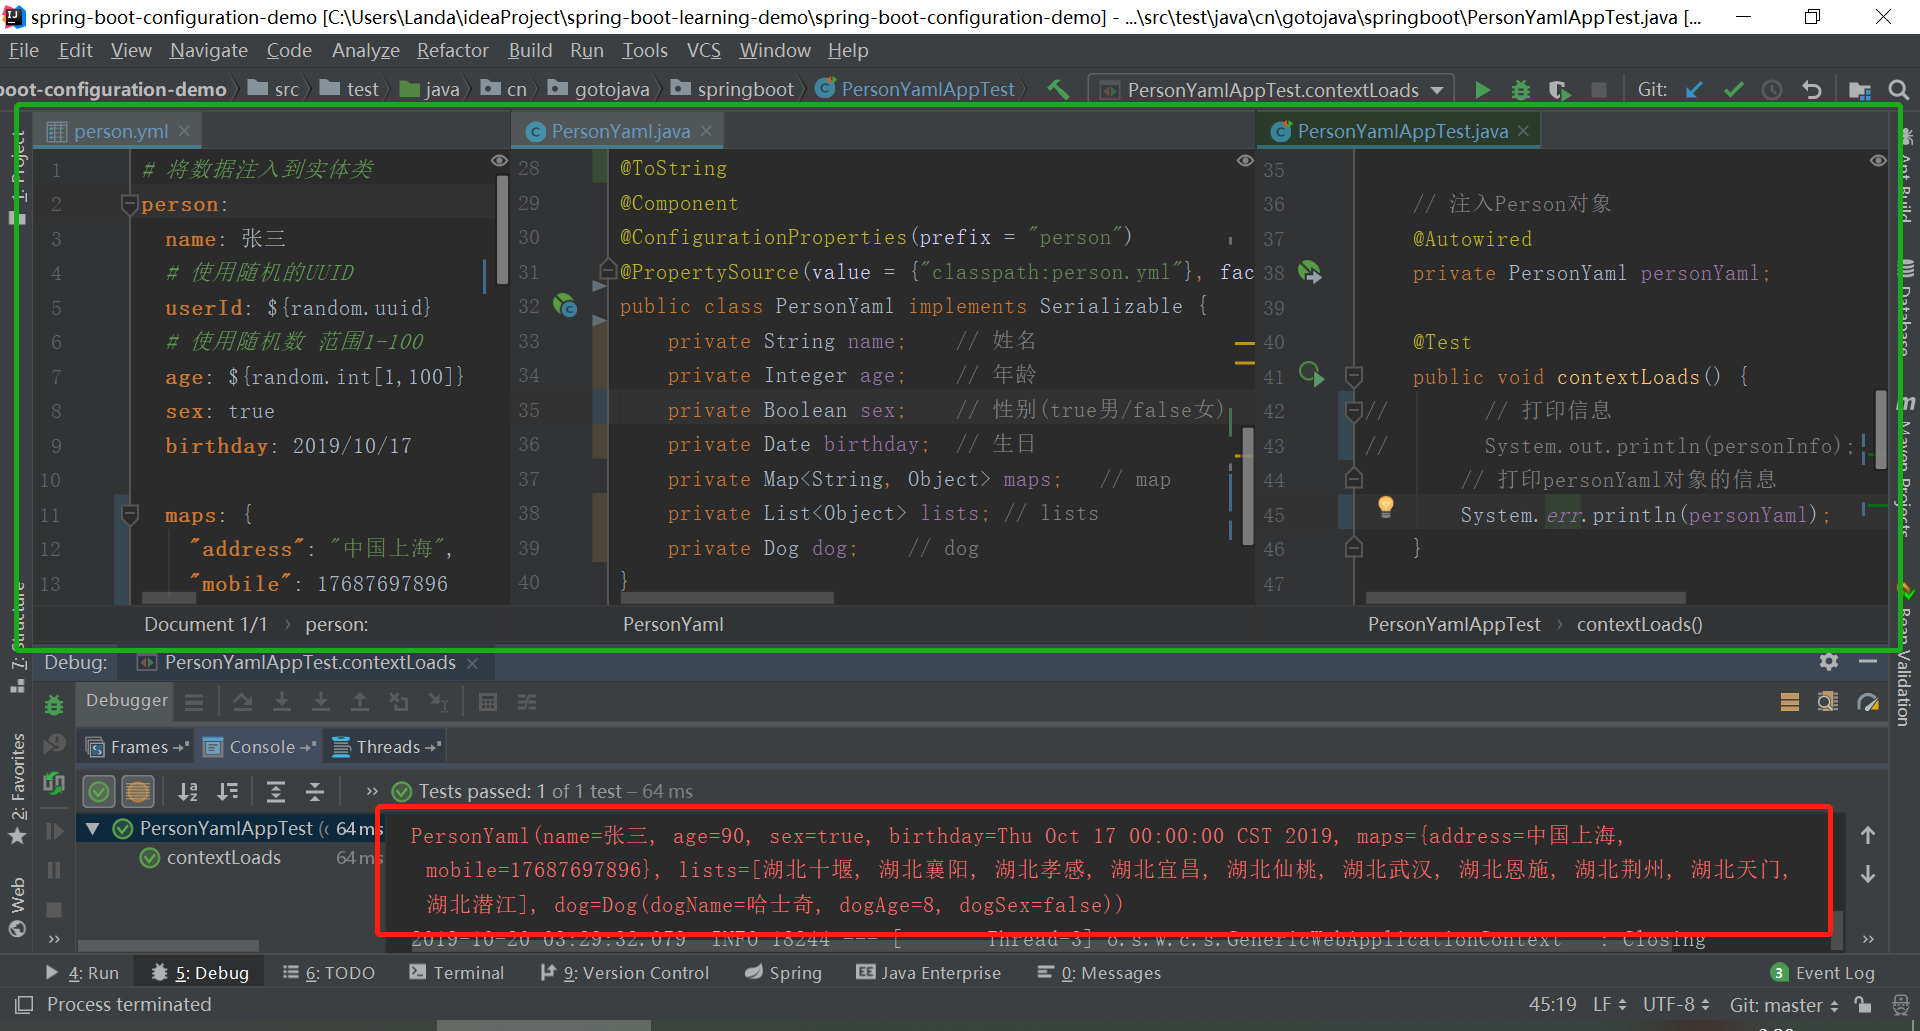 spring-boot-configuration-demo [C:\Users\Landa\ideaProject\spring-boot-learning-demo\spring-boot-configuration-demo] - ...\src\test\java\cn\gotojava\springboot\PersonYamlAppTest.java [...
File Edit View Navigate Code Analyze Refactor Build Run Tools VCS Window Help
boot-configuration-demo src test java cn gotojava springboot PersonYamlAppTest PersonYamlAppTest.contextLoads Git:
person.yml
1 # 将数据注入到实体类
2 person:
3 name: 张三
4 # 使用随机的UUID
5 userId: ${random.uuid}
6 # 使用随机数 范围1-100
7 age: ${random.int[1,100]}
8 sex: true
9 birthday: 2019/10/17
10
11 maps: {
12 "address": "中国上海",
13 "mobile": 17687697896
Document 1/1 › person:
PersonYaml.java
28 @ToString
29 @Component
30 @ConfigurationProperties(prefix = "person")
31 @PropertySource(value = {"classpath:person.yml"}, fac
32 public class PersonYaml implements Serializable {
33 private String name; // 姓名
34 private Integer age; // 年龄
35 private Boolean sex; // 性别(true男/false女)
36 private Date birthday; // 生日
37 private Map<String, Object> maps; // map
38 private List<Object> lists; // lists
39 private Dog dog; // dog
40 }
PersonYaml
PersonYamlAppTest.java
35
36 // 注入Person对象
37 @Autowired
38 private PersonYaml personYaml;
39
40 @Test
41 public void contextLoads() {
42 // // 打印信息
43 // System.out.println(personInfo);
44 // 打印personYaml对象的信息
45 System.err.println(personYaml);
46 }
47
PersonYamlAppTest › contextLoads()
1: Project
7: Structure
2: Favorites
Web
Ant Build
Database
Maven Projects
Bean Validation
Debug: PersonYamlAppTest.contextLoads
Debugger
Frames Console Threads
» Tests passed: 1 of 1 test – 64 ms
PersonYamlAppTest (c 64 ms
contextLoads 64 ms
PersonYaml(name=张三, age=90, sex=true, birthday=Thu Oct 17 00:00:00 CST 2019, maps={address=中国上海,
mobile=17687697896}, lists=[湖北十堰, 湖北襄阳, 湖北孝感, 湖北宜昌, 湖北仙桃, 湖北武汉, 湖北恩施, 湖北荆州, 湖北天门,
湖北潜江], dog=Dog(dogName=哈士奇, dogAge=8, dogSex=false))
2019-10-20 03:29:32.079 INFO 18244 --- [ Thread-3] o.s.w.c.s.GenericWebApplicationContext : Closing
4: Run 5: Debug 6: TODO Terminal 9: Version Control Spring Java Enterprise 0: Messages 3 Event Log
Process terminated 45:19 LF UTF-8 Git: master